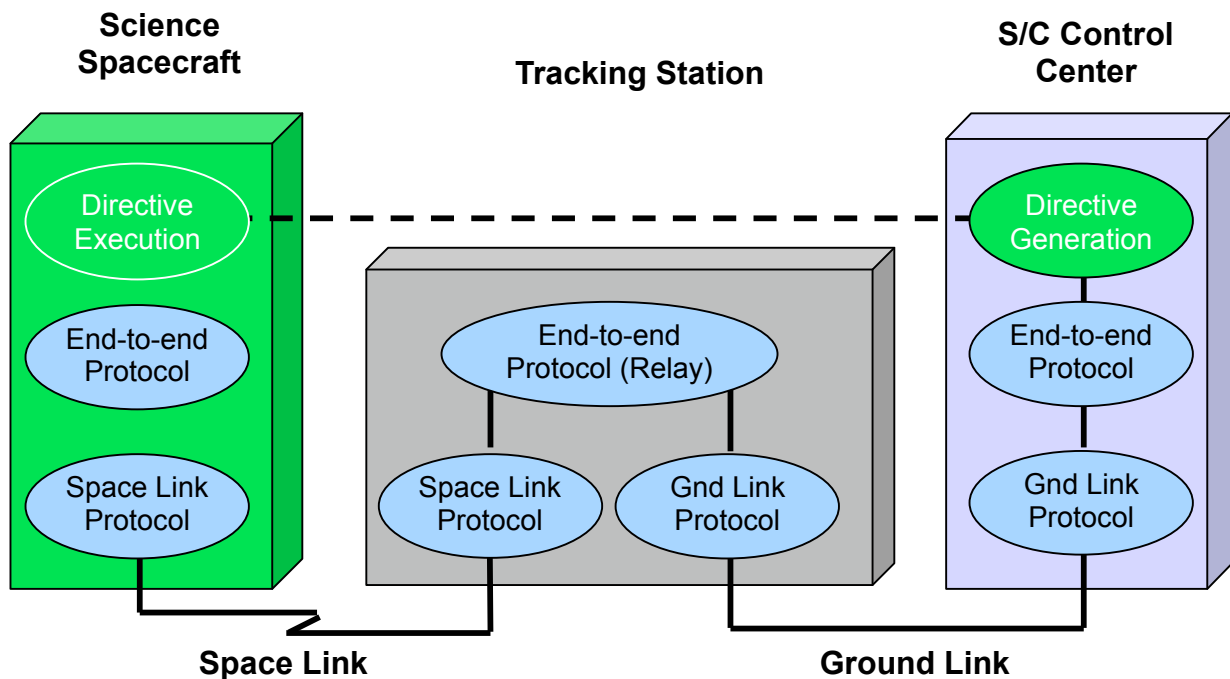 Science
Spacecraft
Tracking Station
S/C Control
Center
Directive
Execution
End-to-end
Protocol
Space Link
Protocol
End-to-end
Protocol (Relay)
Space Link
Protocol
Gnd Link
Protocol
Directive
Generation
End-to-end
Protocol
Gnd Link
Protocol
Space Link
Ground Link